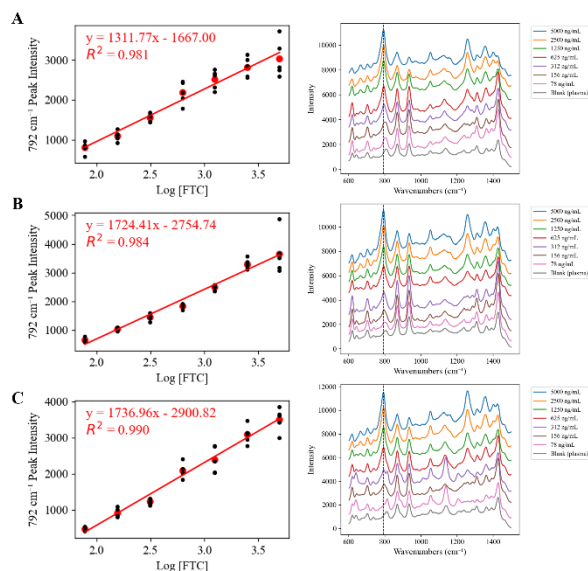 A
y = 1311.77x - 1667.00
R² = 0.981
792 cm⁻¹ Peak Intensity
3000
2000
1000
2.0 2.5 3.0 3.5
Log [FTC]
Intensity
10000
8000
6000
4000
2000
0
600 800 1000 1200 1400
Wavenumbers (cm⁻¹)
5000 ng/mL
2500 ng/mL
1250 ng/mL
625 ng/mL
312 ng/mL
156 ng/mL
78 ng/mL
Blank (plasma)
B
y = 1724.41x - 2754.74
R² = 0.984
792 cm⁻¹ Peak Intensity
5000
4000
3000
2000
1000
2.0 2.5 3.0 3.5
Log [FTC]
Intensity
10000
8000
6000
4000
2000
0
600 800 1000 1200 1400
Wavenumbers (cm⁻¹)
5000 ng/mL
2500 ng/mL
1250 ng/mL
625 ng/mL
312 ng/mL
156 ng/mL
78 ng/mL
Blank (plasma)
C
y = 1736.96x - 2900.82
R² = 0.990
792 cm⁻¹ Peak Intensity
4000
3000
2000
1000
2.0 2.5 3.0 3.5
Log [FTC]
Intensity
12000
10000
8000
6000
4000
2000
0
600 800 1000 1200 1400
Wavenumbers (cm⁻¹)
5000 ng/mL
2500 ng/mL
1250 ng/mL
625 ng/mL
312 ng/mL
156 ng/mL
78 ng/mL
Blank (plasma)